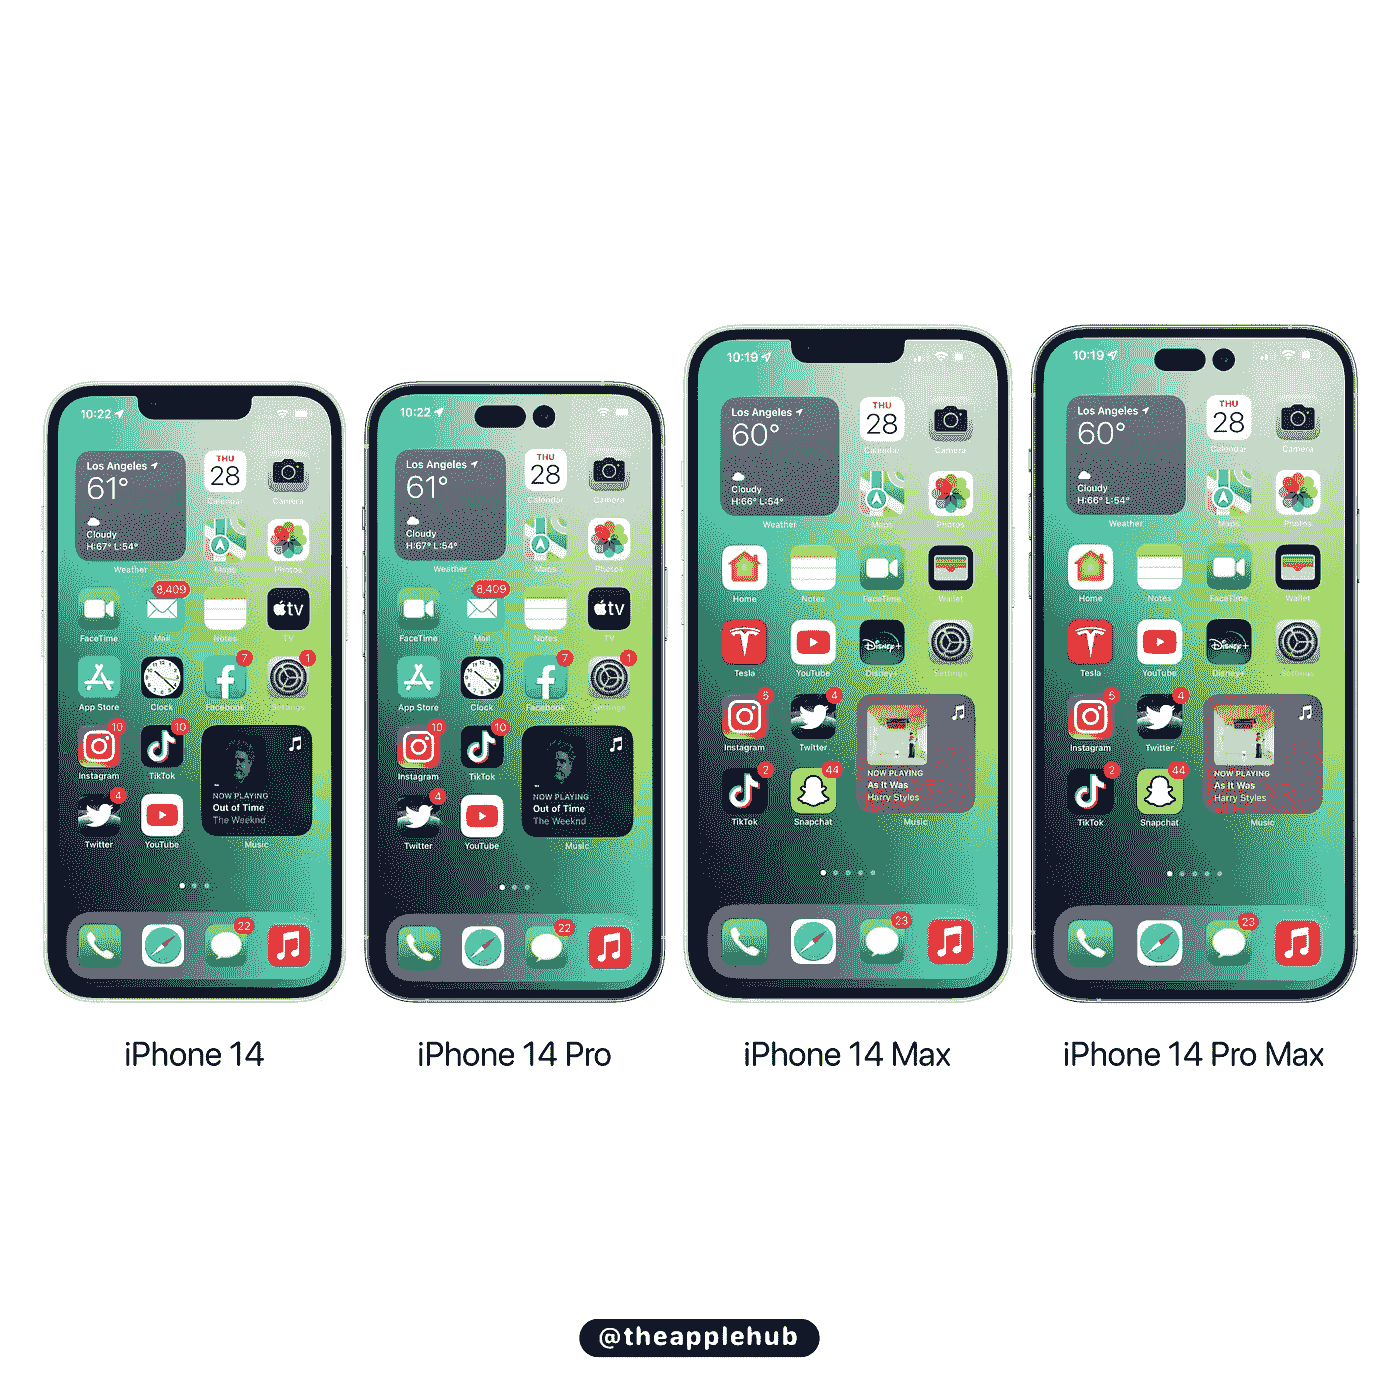 10:22
Los Angeles
61°
Cloudy
H:67° L:54°
Weather
THU
28
Calendar
Camera
Maps
Photos
8,409
FaceTime
Mail
Notes
tv
TV
7
1
App Store
Clock
Facebook
Settings
10
10
Instagram
TikTok
NOW PLAYING
Out of Time
The Weeknd
4
Twitter
YouTube
Music
22
iPhone 14
10:22
Los Angeles
61°
Cloudy
H:67° L:54°
Weather
THU
28
Calendar
Camera
Maps
Photos
8,409
FaceTime
Mail
Notes
tv
TV
7
1
App Store
Clock
Facebook
Settings
10
10
Instagram
TikTok
NOW PLAYING
Out of Time
The Weeknd
4
Twitter
YouTube
Music
22
iPhone 14 Pro
10:19
Los Angeles
60°
Cloudy
H:66° L:54°
Weather
THU
28
Calendar
Camera
Maps
Photos
Home
Notes
FaceTime
Wallet
Disney+
Tesla
YouTube
Disney+
Settings
5
4
Instagram
Twitter
NOW PLAYING
As It Was
Harry Styles
2
44
TikTok
Snapchat
Music
23
iPhone 14 Max
10:19
Los Angeles
60°
Cloudy
H:66° L:54°
Weather
THU
28
Calendar
Camera
Maps
Photos
Home
Notes
FaceTime
Wallet
Disney+
Tesla
YouTube
Disney+
Settings
5
4
Instagram
Twitter
NOW PLAYING
As It Was
Harry Styles
2
44
TikTok
Snapchat
Music
23
iPhone 14 Pro Max
@theapplehub